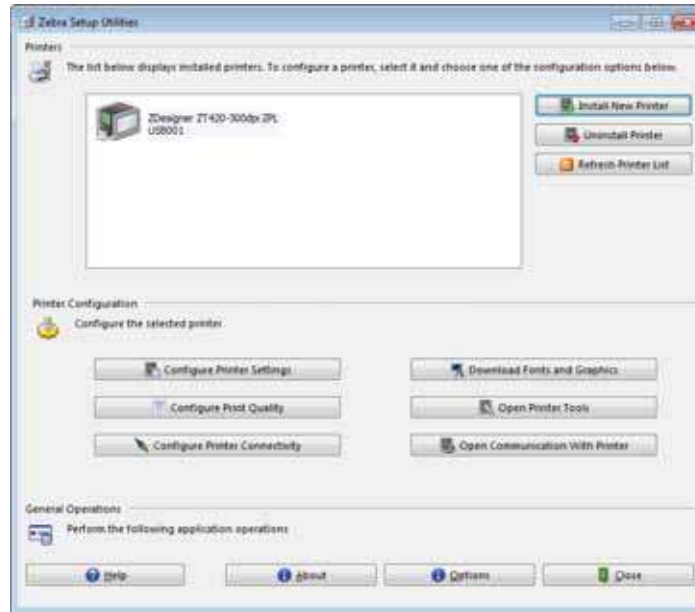 Zebra Setup Utilities
Printers
The list below displays installed printers. To configure a printer, select it and choose one of the configuration options below.
ZDesigner ZT420-300dpi ZPL
USB001
Install New Printer
Uninstall Printer
Refresh Printer List
Printer Configuration
Configure the selected printer
Configure Printer Settings
Download Fonts and Graphics
Configure Print Quality
Open Printer Tools
Configure Printer Connectivity
Open Communication With Printer
General Operations
Perform the following application operations
Help
About
Options
Close